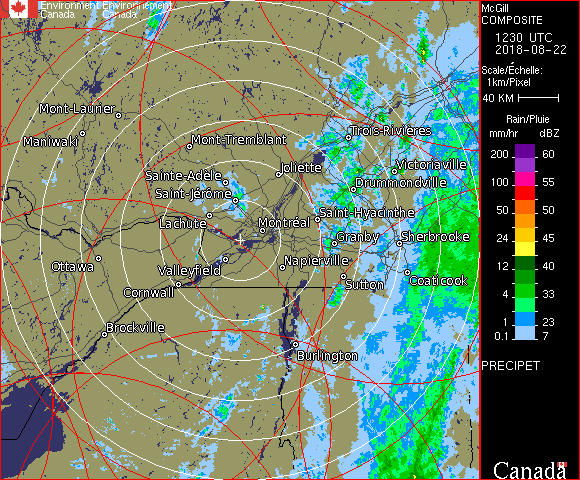 Environment Environnement
Canada Canada
Mont-Laurier
Maniwaki
Mont-Tremblant
Trois-Rivières
Sainte-Adèle
Joliette
Victoriaville
Saint-Jérôme
Drummondville
Lachute
Montréal
Saint-Hyacinthe
Granby
Sherbrooke
Ottawa
Valleyfield
Napierville
Coaticook
Cornwall
Sutton
Brockville
Burlington
McGill
COMPOSITE
1230 UTC
2018-08-22
Scale/Échelle:
1km/Pixel
40 KM
Rain/Pluie
mm/hr dBZ
200 60
100 55
50 50
24 45
12 40
4 33
1 23
0.1 7
PRECIPET
Canada